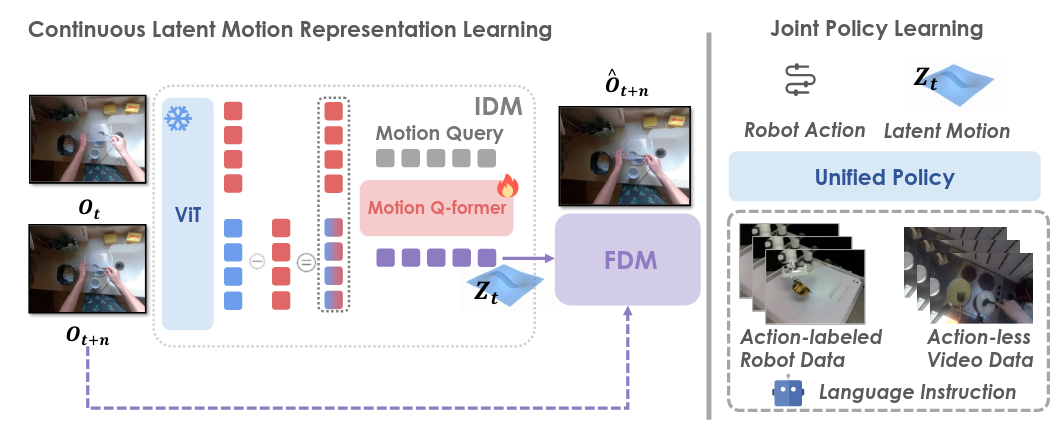 Continuous Latent Motion Representation Learning
O_t
O_{t+n}
ViT
IDM
Motion Query
Motion Q-former
Z_t
Ô_{t+n}
FDM
Joint Policy Learning
Z_t
Robot Action
Latent Motion
Unified Policy
Action-labeled
Robot Data
Action-less
Video Data
Language Instruction